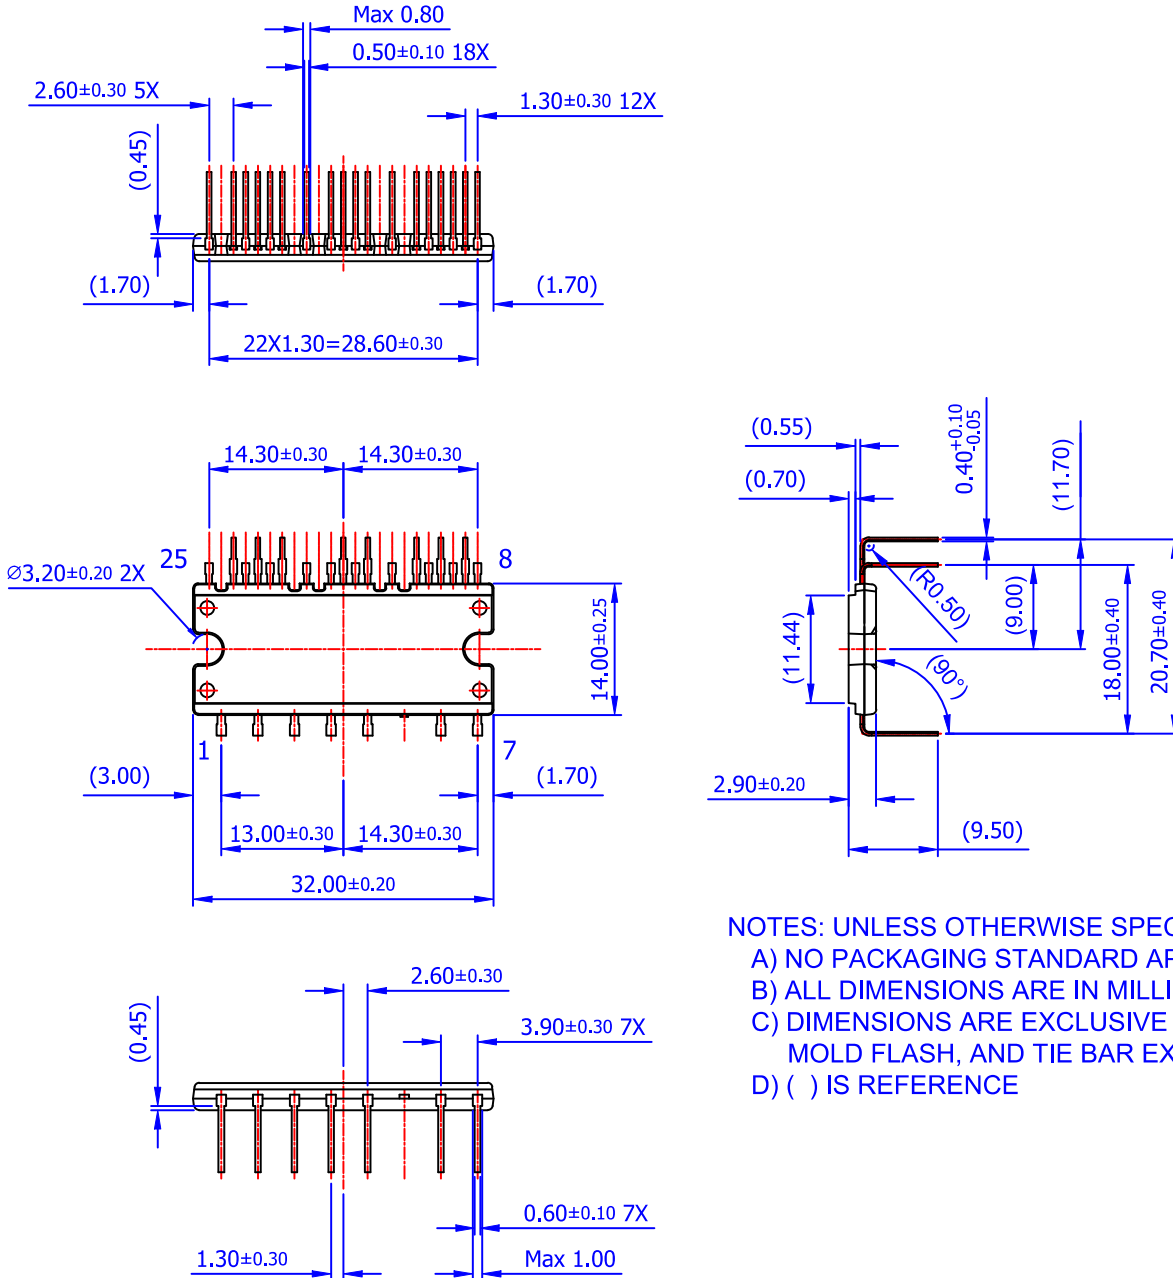 Max 0.80
0.50±0.10 18X
2.60±0.30 5X
1.30±0.30 12X
(0.45)
(1.70)
(1.70)
22X1.30=28.60±0.30
14.30±0.30
14.30±0.30
25
8
Ø3.20±0.20 2X
14.00±0.25
1
7
(3.00)
(1.70)
13.00±0.30
14.30±0.30
32.00±0.20
(0.55)
(0.70)
0.40+0.10 -0.05
(11.70)
(R0.50)
(9.00)
(11.44)
(90°)
18.00±0.40
20.70±0.40
2.90±0.20
(9.50)
2.60±0.30
3.90±0.30 7X
(0.45)
0.60±0.10 7X
1.30±0.30
Max 1.00
NOTES: UNLESS OTHERWISE
A) NO PACKAGING STANDARD
B) ALL DIMENSIONS ARE IN
C) DIMENSIONS ARE EXCLUSIVE
MOLD FLASH, AND TIE BAR
D) ( ) IS REFERENCE